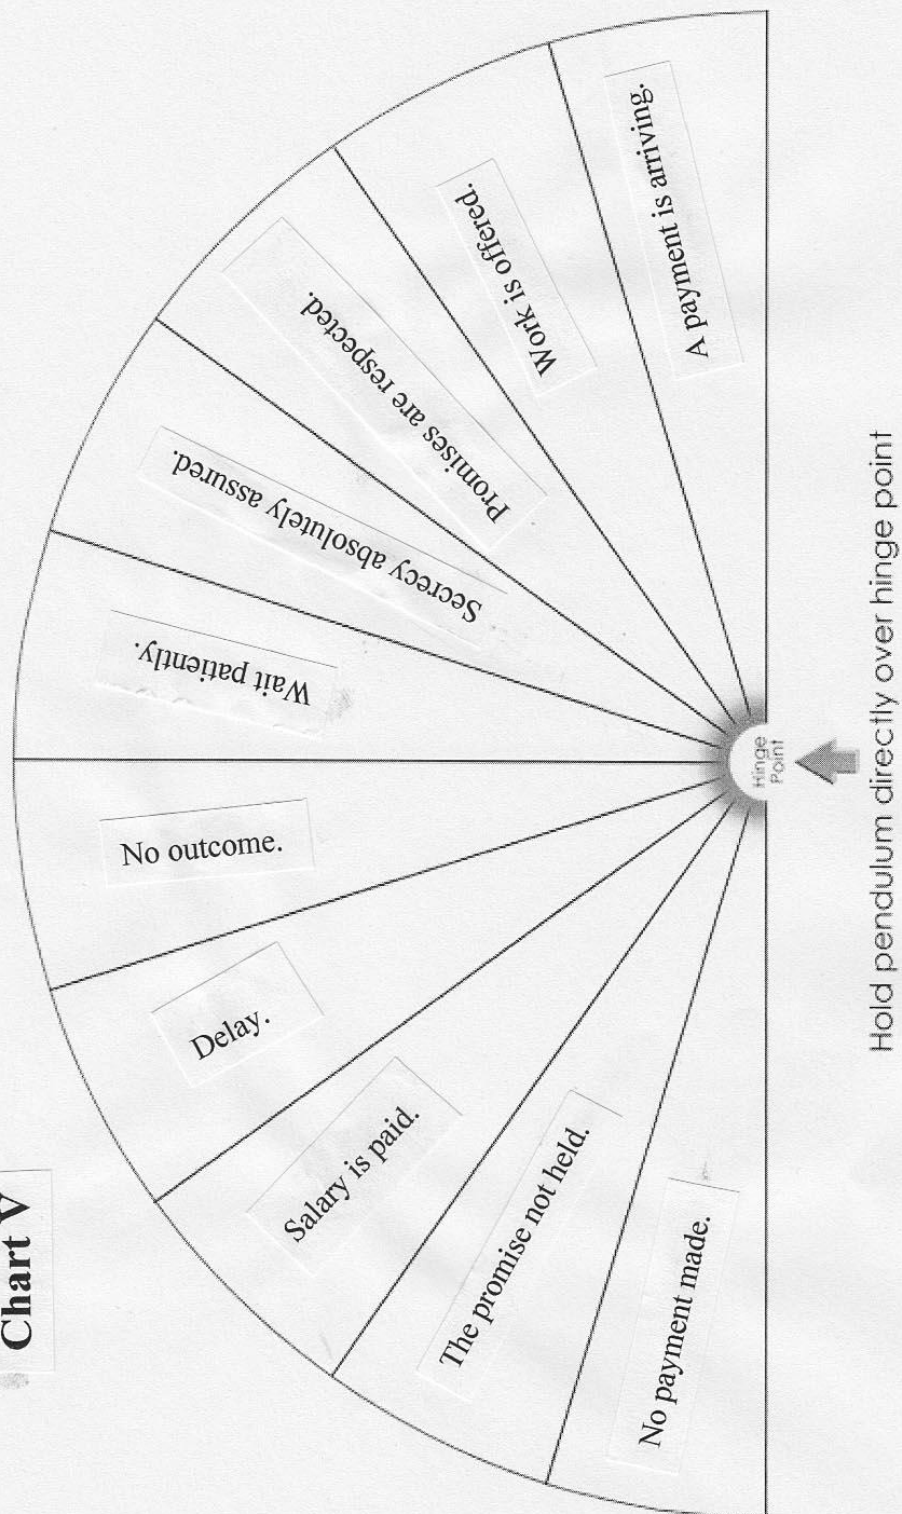 Chart V
No payment made.
The promise not held.
Salary is paid.
Delay.
No outcome.
Wait patiently.
Secrecy absolutely assured.
Promises are respected.
Work is offered.
A payment is arriving.
Hinge
Point
Hold pendulum directly over hinge point